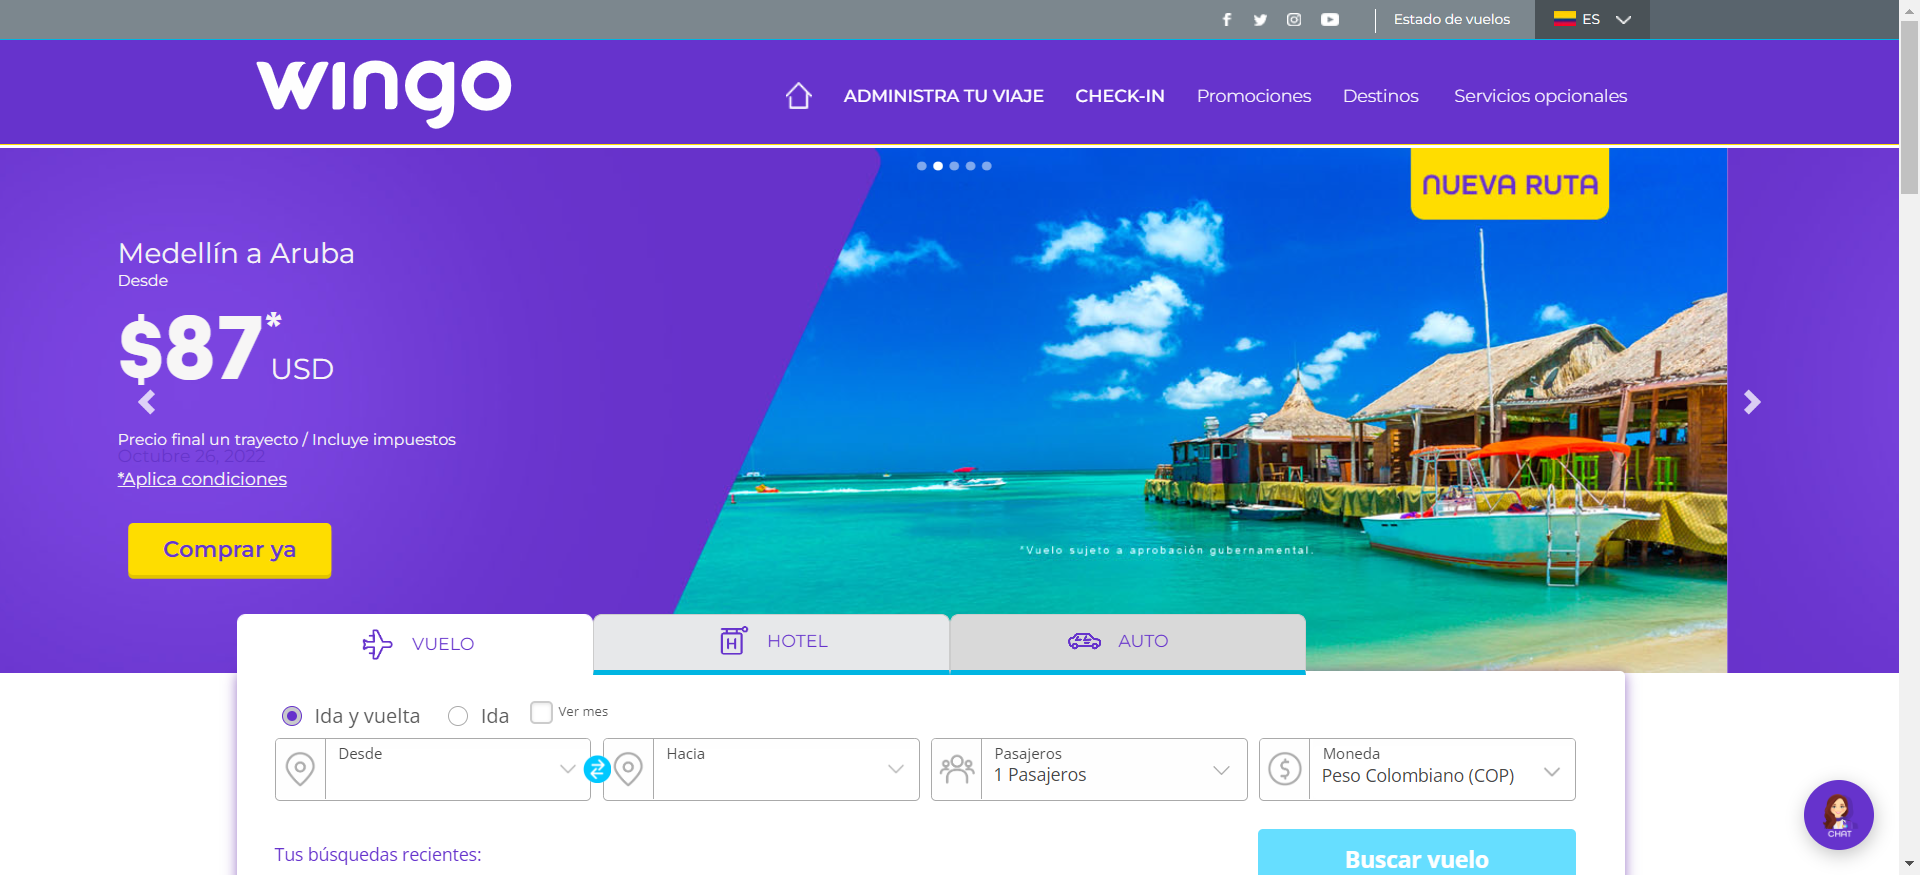 Estado de vuelos
ES
wingo
ADMINISTRA TU VIAJE
CHECK-IN
Promociones
Destinos
Servicios opcionales
NUEVA RUTA
Medellín a Aruba
Desde
$87*
USD
Precio final un trayecto / Incluye impuestos
Octubre 26, 2022
*Aplica condiciones
*Vuelo sujeto a aprobación gubernamental.
Comprar ya
VUELO
HOTEL
AUTO
Ida y vuelta
Ida
Ver mes
Desde
Hacia
Pasajeros
1 Pasajeros
Moneda
Peso Colombiano (COP)
CHAT
Tus búsquedas recientes:
Buscar vuelo